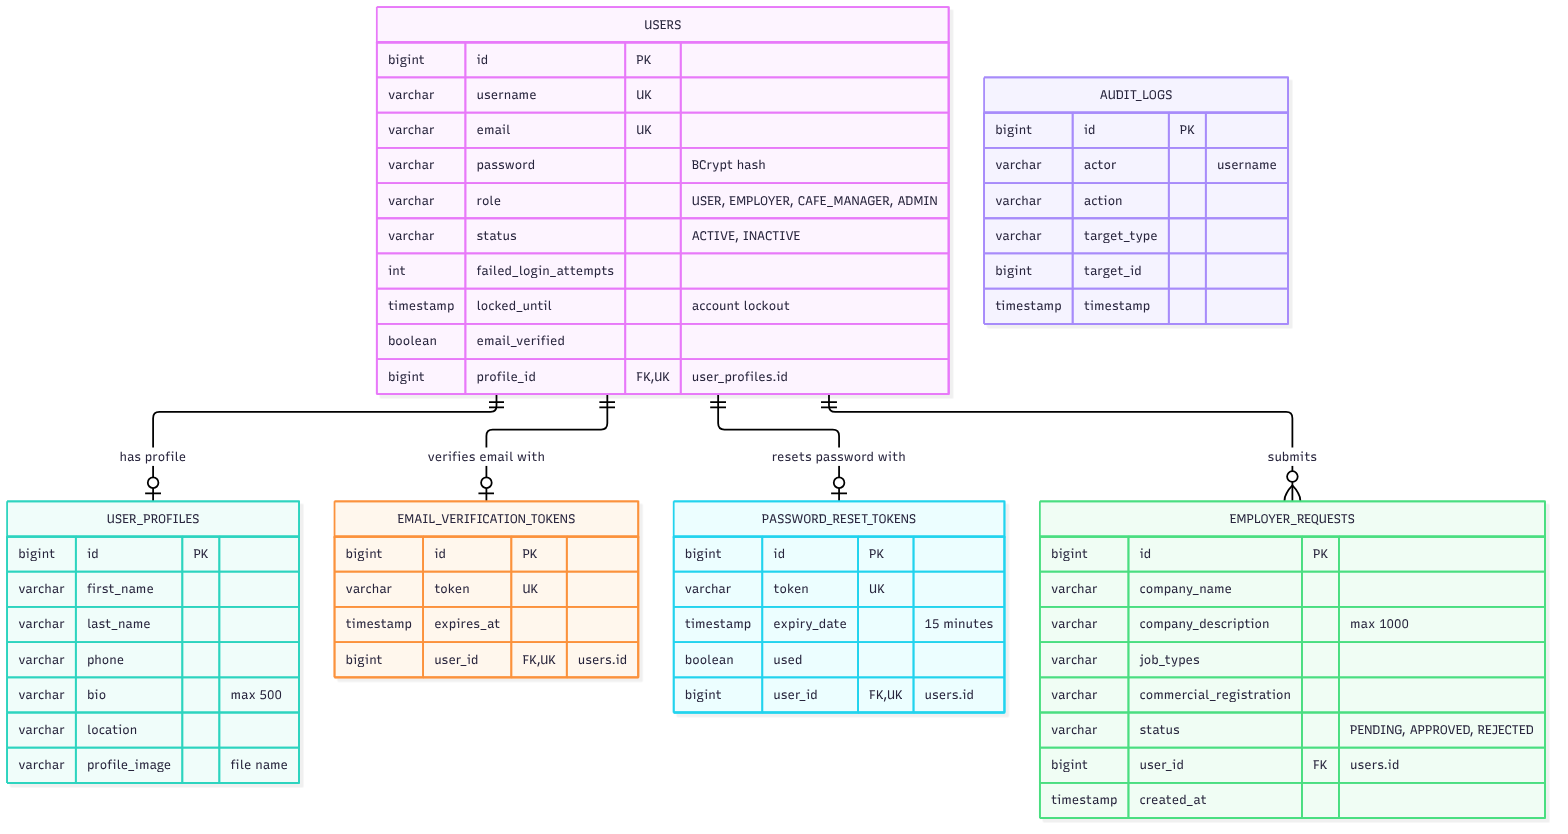 USERS
bigint id PK
varchar username UK
varchar email UK
varchar password BCrypt hash
varchar role USER, EMPLOYER, CAFE_MANAGER, ADMIN
varchar status ACTIVE, INACTIVE
int failed_login_attempts
timestamp locked_until account lockout
boolean email_verified
bigint profile_id FK,UK user_profiles.id
AUDIT_LOGS
bigint id PK
varchar actor username
varchar action
varchar target_type
bigint target_id
timestamp timestamp
has profile
verifies email with
resets password with
submits
USER_PROFILES
bigint id PK
varchar first_name
varchar last_name
varchar phone
varchar bio max 500
varchar location
varchar profile_image file name
EMAIL_VERIFICATION_TOKENS
bigint id PK
varchar token UK
timestamp expires_at
bigint user_id FK,UK users.id
PASSWORD_RESET_TOKENS
bigint id PK
varchar token UK
timestamp expiry_date 15 minutes
boolean used
bigint user_id FK,UK users.id
EMPLOYER_REQUESTS
bigint id PK
varchar company_name
varchar company_description max 1000
varchar job_types
varchar commercial_registration
varchar status PENDING, APPROVED, REJECTED
bigint user_id FK users.id
timestamp created_at